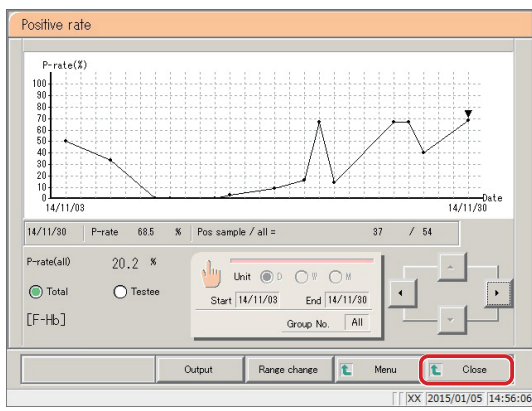 Positive rate
P-rate(%)
100
90
80
70
60
50
40
30
20
10
0
Date
14/11/03 14/11/30
14/11/30 P-rate 68.5 % Pos sample / all = 37 / 54
P-rate(all) 20.2 %
Total Testee
[F-Hb]
Unit D W M
Start 14/11/03 End 14/11/30
Group No. All
Output Range change Menu Close
XX 2015/01/05 14:56:06